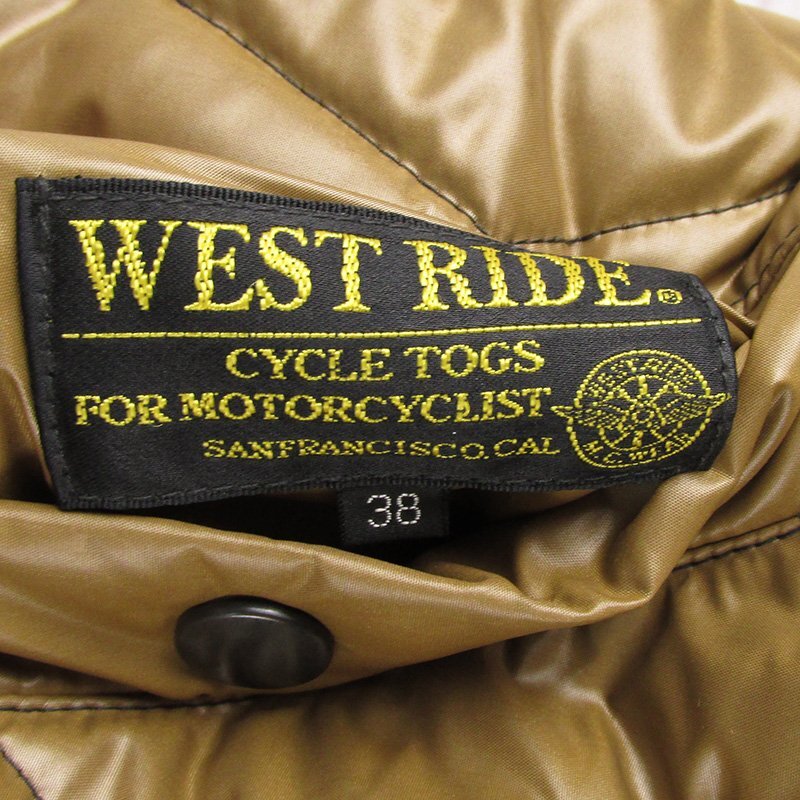 WEST RIDE®
CYCLE TOGS
FOR MOTORCYCLIST
SANFRANCISCO.CAL
38